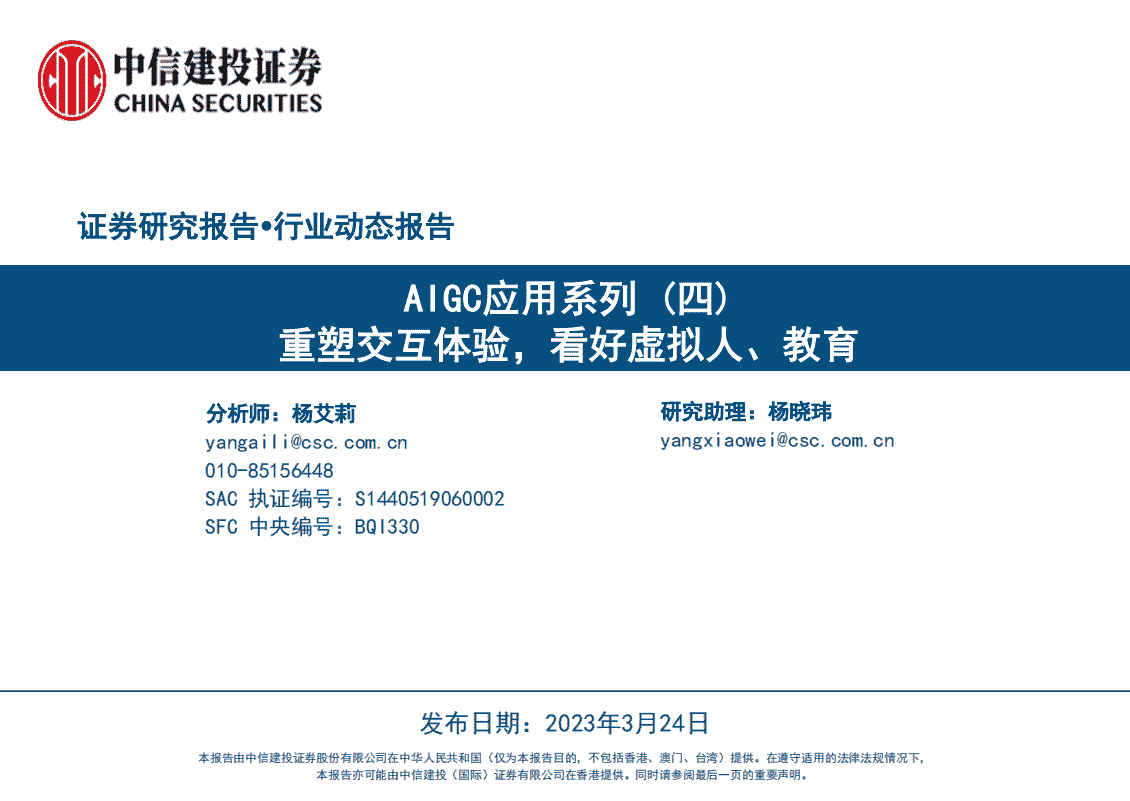 中信建投证券
CHINA SECURITIES
证券研究报告•行业动态报告
AIGC应用系列 (四)
重塑交互体验，看好虚拟人、教育
分析师：杨艾莉
yangaili@csc.com.cn
010-85156448
SAC 执证编号：S1440519060002
SFC 中央编号：BQI330
研究助理：杨晓玮
yangxiaowei@csc.com.cn
发布日期：2023年3月24日
本报告由中信建投证券股份有限公司在中华人民共和国（仅为本报告目的，不包括香港、澳门、台湾）提供。在遵守适用的法律法规情况下，
本报告亦可能由中信建投（国际）证券有限公司在香港提供。同时请参阅最后一页的重要声明。